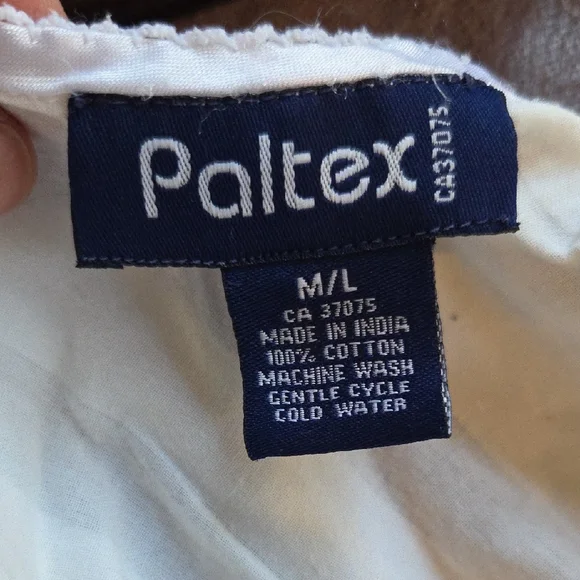 Paltex
CA37075
M/L
CA 37075
MADE IN INDIA
100% COTTON
MACHINE WASH
GENTLE CYCLE
COLD WATER